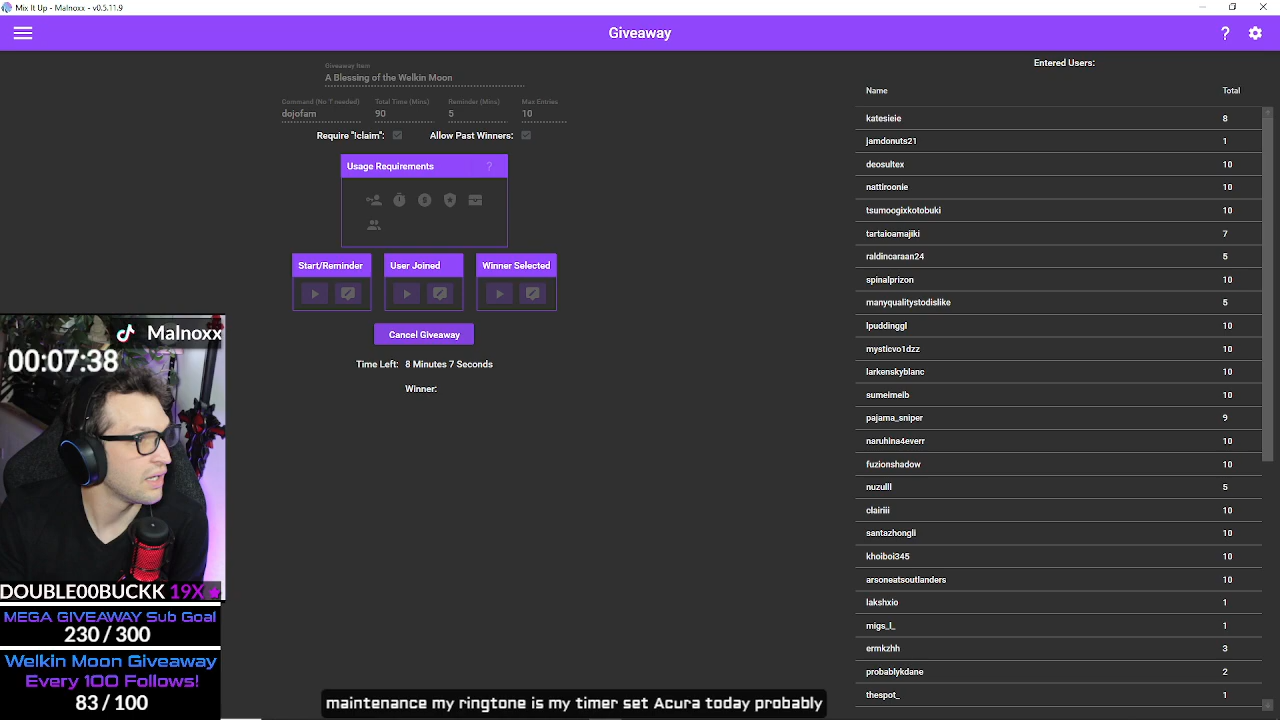 Mix It Up - Malnoxx - v0.5.11.9
Giveaway
?
Giveaway Item
A Blessing of the Welkin Moon
Command (No '!' needed) Total Time (Mins) Reminder (Mins) Max Entries
dojofam 90 5 10
Require "!claim": Allow Past Winners:
Usage Requirements ?
Start/Reminder User Joined Winner Selected
Cancel Giveaway
Time Left: 8 Minutes 7 Seconds
Winner:
Entered Users:
Name Total
katesieie 8
jamdonuts21 1
deosultex 10
nattiroonie 10
tsumoogixkotobuki 10
tartaioamajiki 7
raldincaraan24 5
spinalprizon 10
manyqualitystodislike 5
lpuddinggl 10
mystlcvo1dzz 10
larkenskyblanc 10
sumelmelb 10
pajama_sniper 9
naruhina4everr 10
fuzionshadow 10
nuzulll 5
clairiii 10
santazhongli 10
khoiboi345 10
arsoneatsoutlanders 10
lakshxio 1
migs_l_ 1
ermkzhh 3
probablykdane 2
thespot_ 1
Malnoxx
00:07:38
DOUBLE00BUCKK 19X
MEGA GIVEAWAY Sub Goal
230 / 300
Welkin Moon Giveaway
Every 100 Follows!
83 / 100
maintenance my ringtone is my timer set Acura today probably